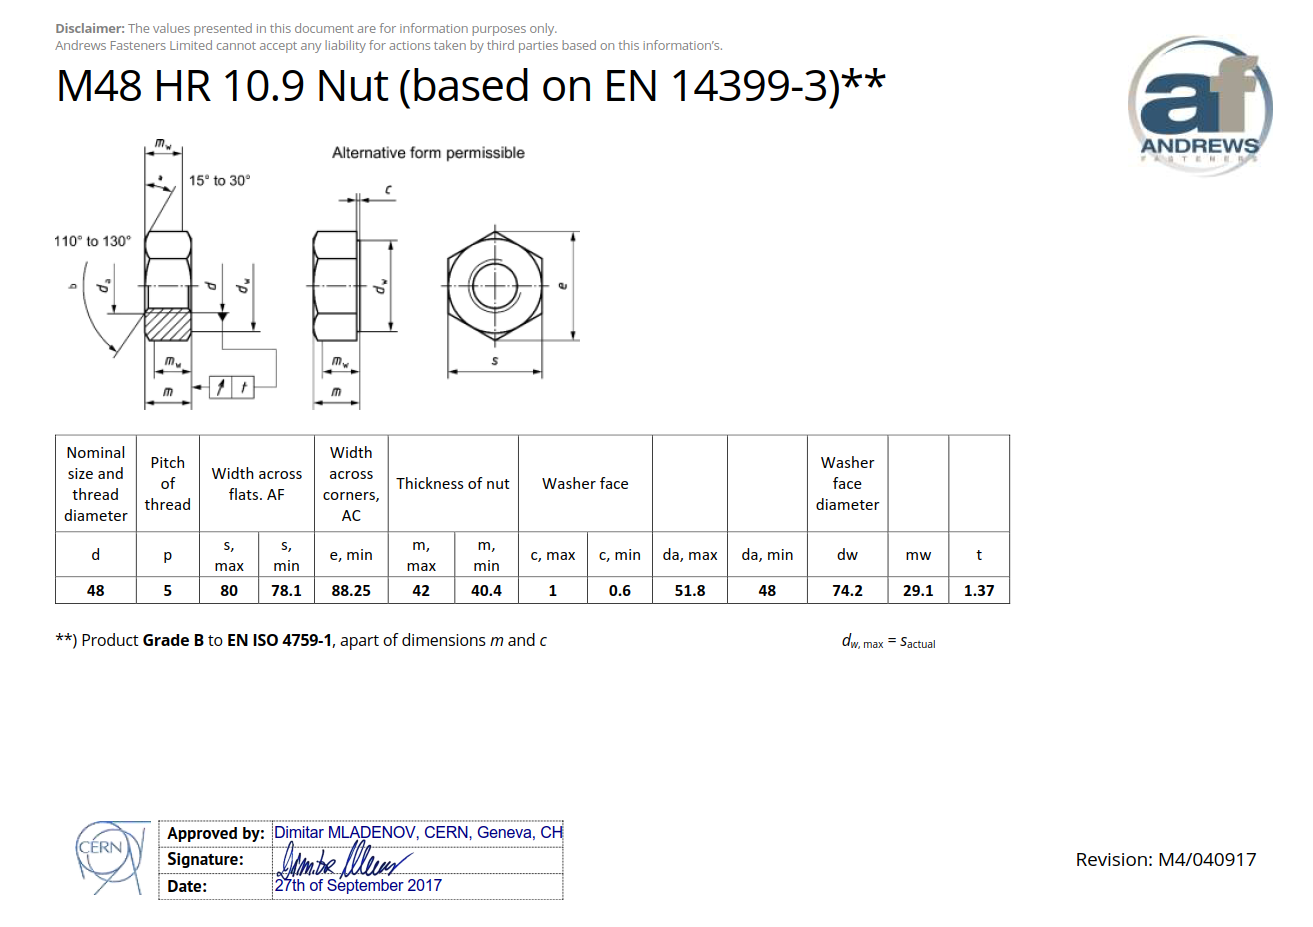 Disclaimer: The values presented in this document are for information purposes only.
Andrews Fasteners Limited cannot accept any liability for actions taken by third parties based on this information's.
M48 HR 10.9 Nut (based on EN 14399-3)**
af
ANDREWS
FASTENERS
mw
Alternative form permissible
a
15° to 30°
c
110° to 130°
b
da
d
dw
dw
e
mw
mw
s
m
t
m
Nominal size and thread diameter
Pitch of thread
Width across flats. AF
Width across corners, AC
Thickness of nut
Washer face
Washer face diameter
d p s, max s, min e, min m, max m, min c, max c, min da, max da, min dw mw t
48 5 80 78.1 88.25 42 40.4 1 0.6 51.8 48 74.2 29.1 1.37
**) Product Grade B to EN ISO 4759-1, apart of dimensions m and c
dw, max = sactual
CERN
Approved by: Dimitar MLADENOV, CERN, Geneva, CH
Signature:
Date: 27th of September 2017
Revision: M4/040917